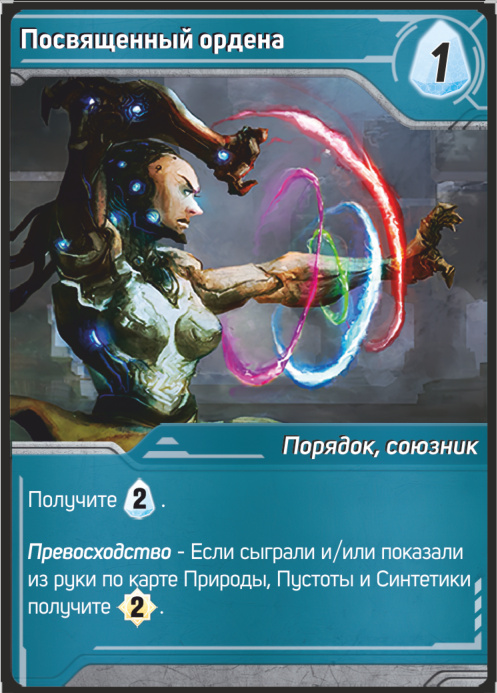 Посвященный ордена
1
Порядок, союзник
Получите 2 .
Превосходство - Если сыграли и/или показали
из руки по карте Природы, Пустоты и Синтетики
получите 2 .